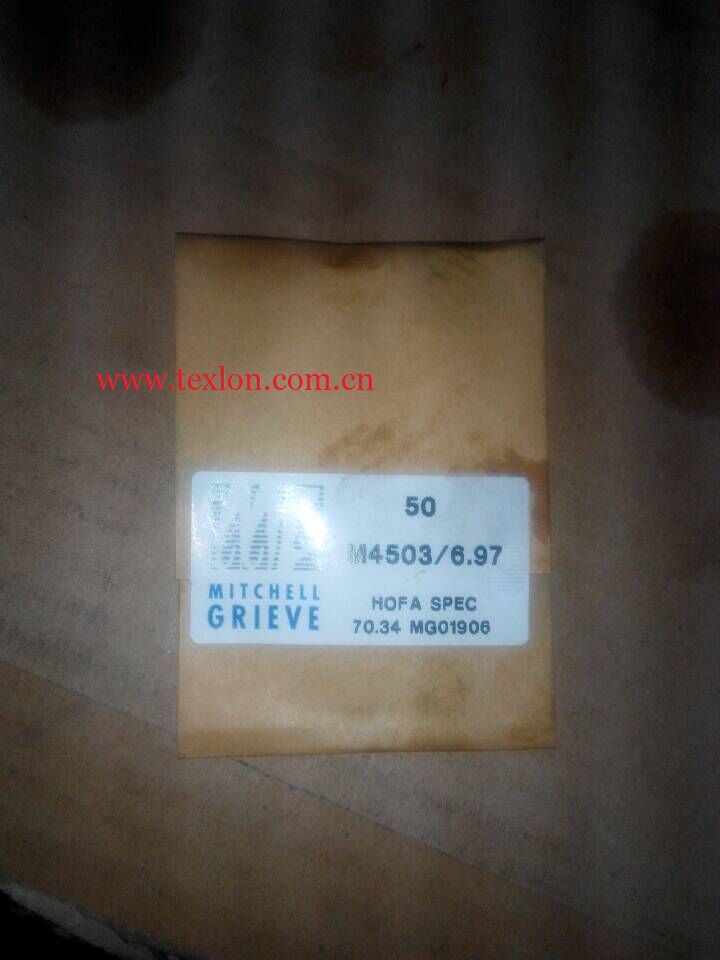 www.texlon.com.cn
50
M4503/6.97
MITCHELL
GRIEVE
HOFA SPEC
70.34 MG01906